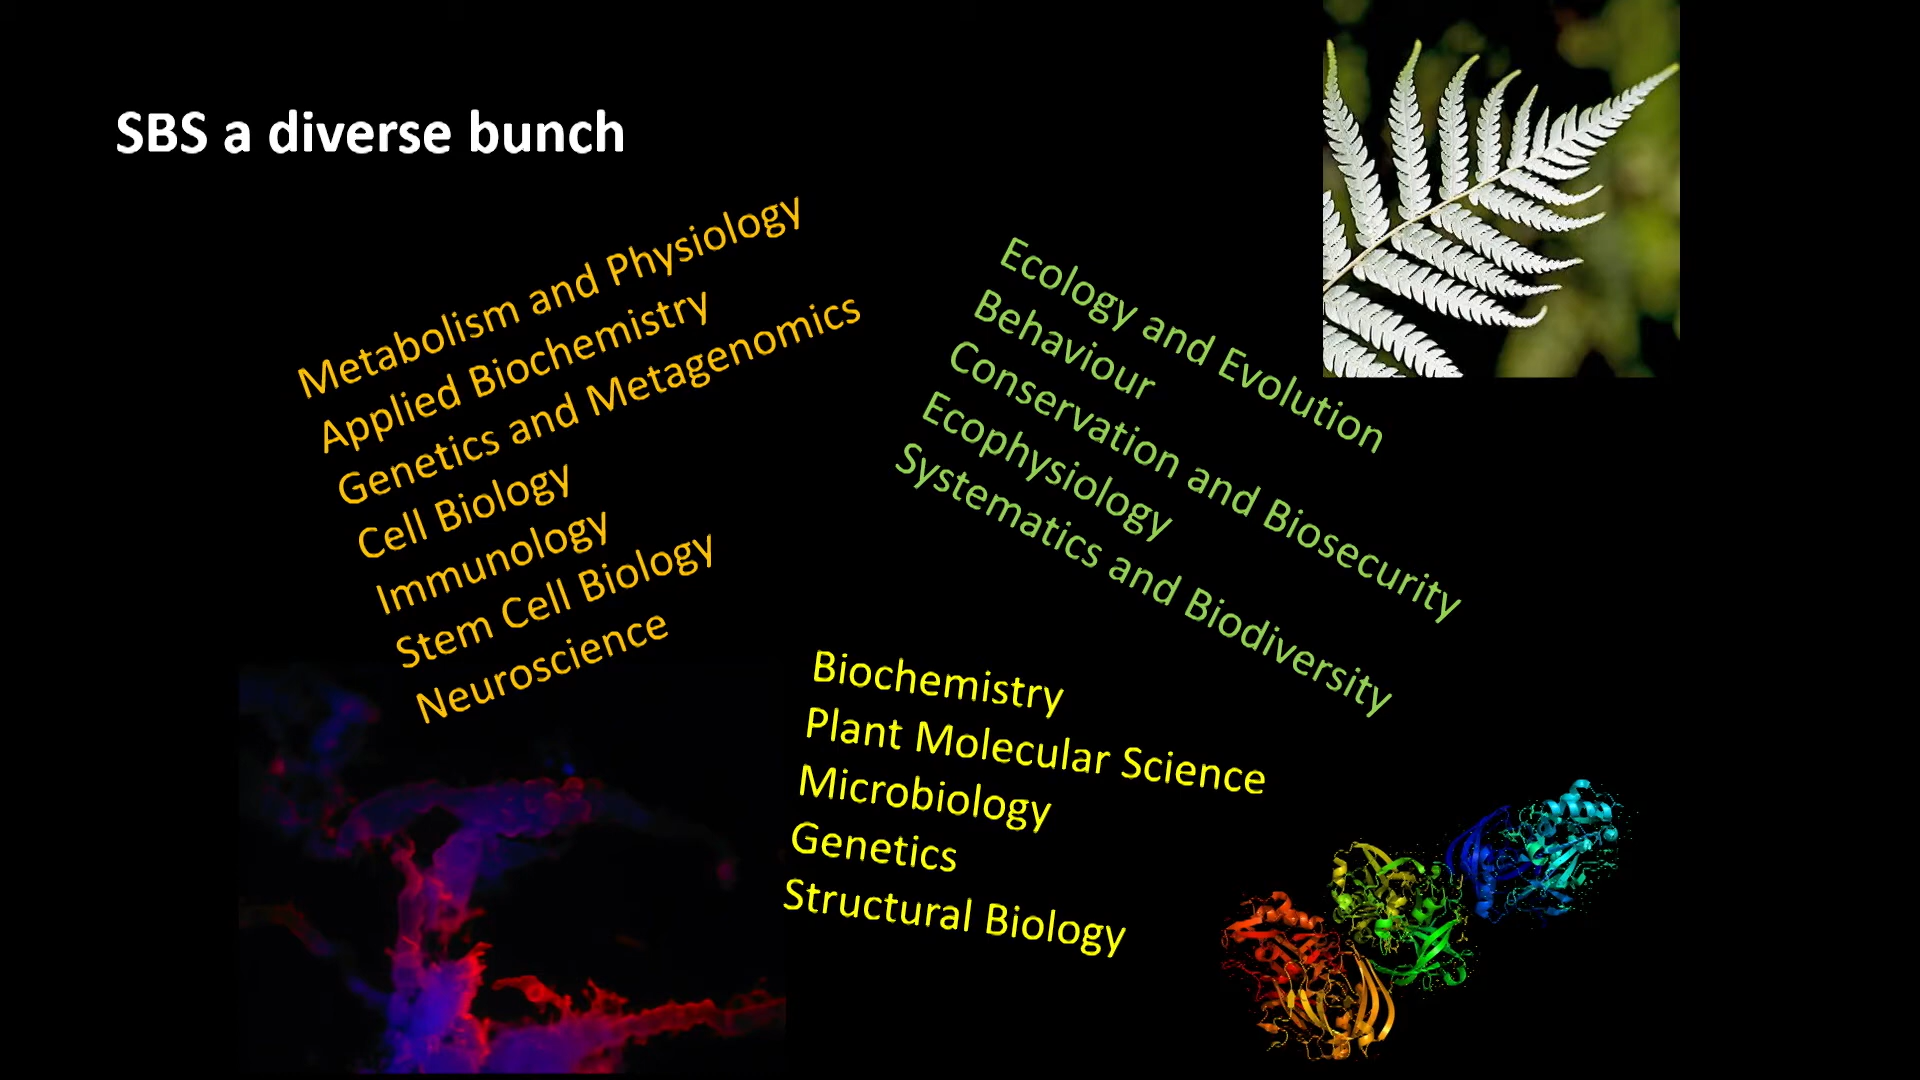 SBS a diverse bunch
Metabolism and Physiology
Applied Biochemistry
Genetics and Metagenomics
Cell Biology
Immunology
Stem Cell Biology
Neuroscience
Ecology and Evolution
Behaviour
Conservation and Biosecurity
Ecophysiology
Systematics and Biodiversity
Biochemistry
Plant Molecular Science
Microbiology
Genetics
Structural Biology